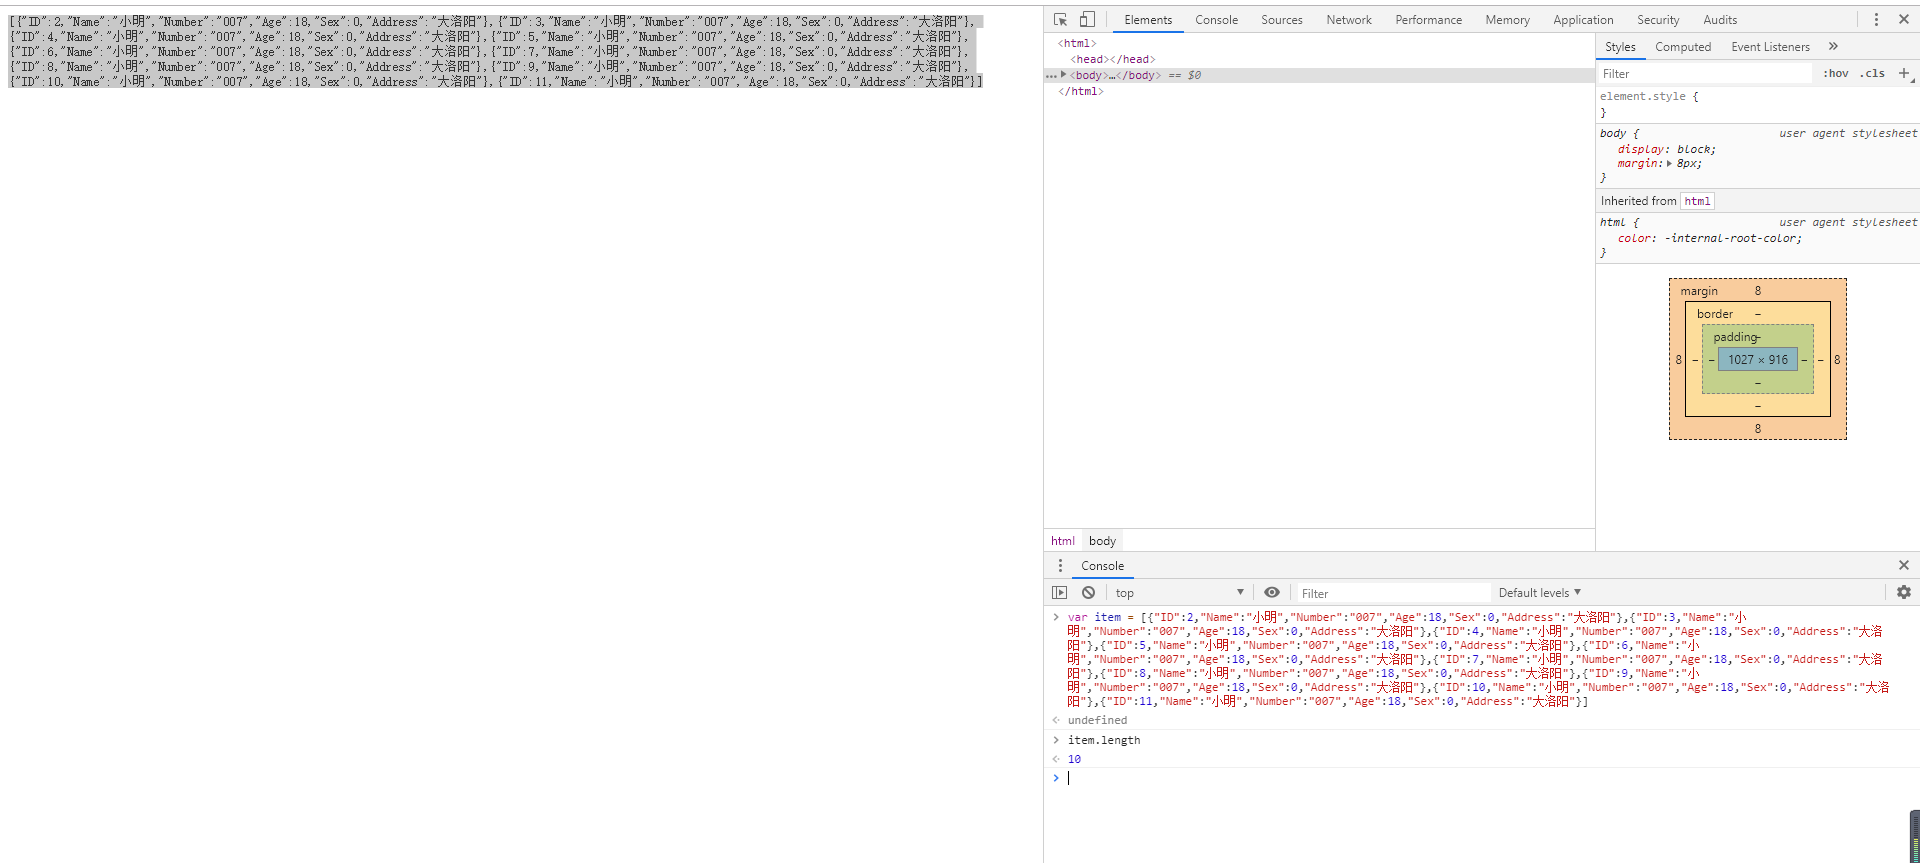 [{"ID":2,"Name":"小明","Number":"007","Age":18,"Sex":0,"Address":"大洛阳"},{"ID":3,"Name":"小明","Number":"007","Age":18,"Sex":0,"Address":"大洛阳"},
{"ID":4,"Name":"小明","Number":"007","Age":18,"Sex":0,"Address":"大洛阳"},{"ID":5,"Name":"小明","Number":"007","Age":18,"Sex":0,"Address":"大洛阳"},
{"ID":6,"Name":"小明","Number":"007","Age":18,"Sex":0,"Address":"大洛阳"},{"ID":7,"Name":"小明","Number":"007","Age":18,"Sex":0,"Address":"大洛阳"},
{"ID":8,"Name":"小明","Number":"007","Age":18,"Sex":0,"Address":"大洛阳"},{"ID":9,"Name":"小明","Number":"007","Age":18,"Sex":0,"Address":"大洛阳"},
{"ID":10,"Name":"小明","Number":"007","Age":18,"Sex":0,"Address":"大洛阳"},{"ID":11,"Name":"小明","Number":"007","Age":18,"Sex":0,"Address":"大洛阳"}]
Elements Console Sources Network Performance Memory Application Security Audits
<html>
<head></head>
<body>…</body> == $0
</html>
html body
Styles Computed Event Listeners »
Filter :hov .cls +
element.style {
}
body { user agent stylesheet
display: block;
margin: 8px;
}
Inherited from html
html { user agent stylesheet
color: -internal-root-color;
}
margin 8
border –
padding –
8 – – 1027 × 916 – – 8
–
–
8
Console
top Filter Default levels
> var item = [{"ID":2,"Name":"小明","Number":"007","Age":18,"Sex":0,"Address":"大洛阳"},{"ID":3,"Name":"小
明","Number":"007","Age":18,"Sex":0,"Address":"大洛阳"},{"ID":4,"Name":"小明","Number":"007","Age":18,"Sex":0,"Address":"大洛
阳"},{"ID":5,"Name":"小明","Number":"007","Age":18,"Sex":0,"Address":"大洛阳"},{"ID":6,"Name":"小
明","Number":"007","Age":18,"Sex":0,"Address":"大洛阳"},{"ID":7,"Name":"小明","Number":"007","Age":18,"Sex":0,"Address":"大洛
阳"},{"ID":8,"Name":"小明","Number":"007","Age":18,"Sex":0,"Address":"大洛阳"},{"ID":9,"Name":"小
明","Number":"007","Age":18,"Sex":0,"Address":"大洛阳"},{"ID":10,"Name":"小明","Number":"007","Age":18,"Sex":0,"Address":"大洛
阳"},{"ID":11,"Name":"小明","Number":"007","Age":18,"Sex":0,"Address":"大洛阳"}]
undefined
> item.length
10
>